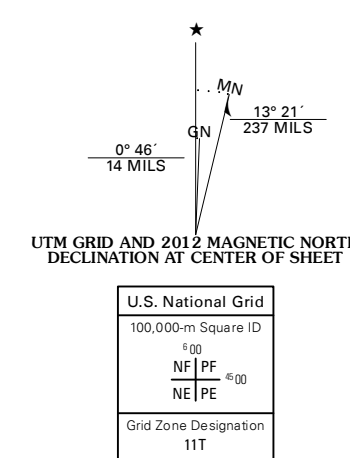 ★
MN
GN
13° 21´
237 MILS
0° 46´
14 MILS
UTM GRID AND 2012 MAGNETIC NORT
DECLINATION AT CENTER OF SHEET
U.S. National Grid
100,000-m Square ID
600
NF PF
4500
NE PE
Grid Zone Designation
11T